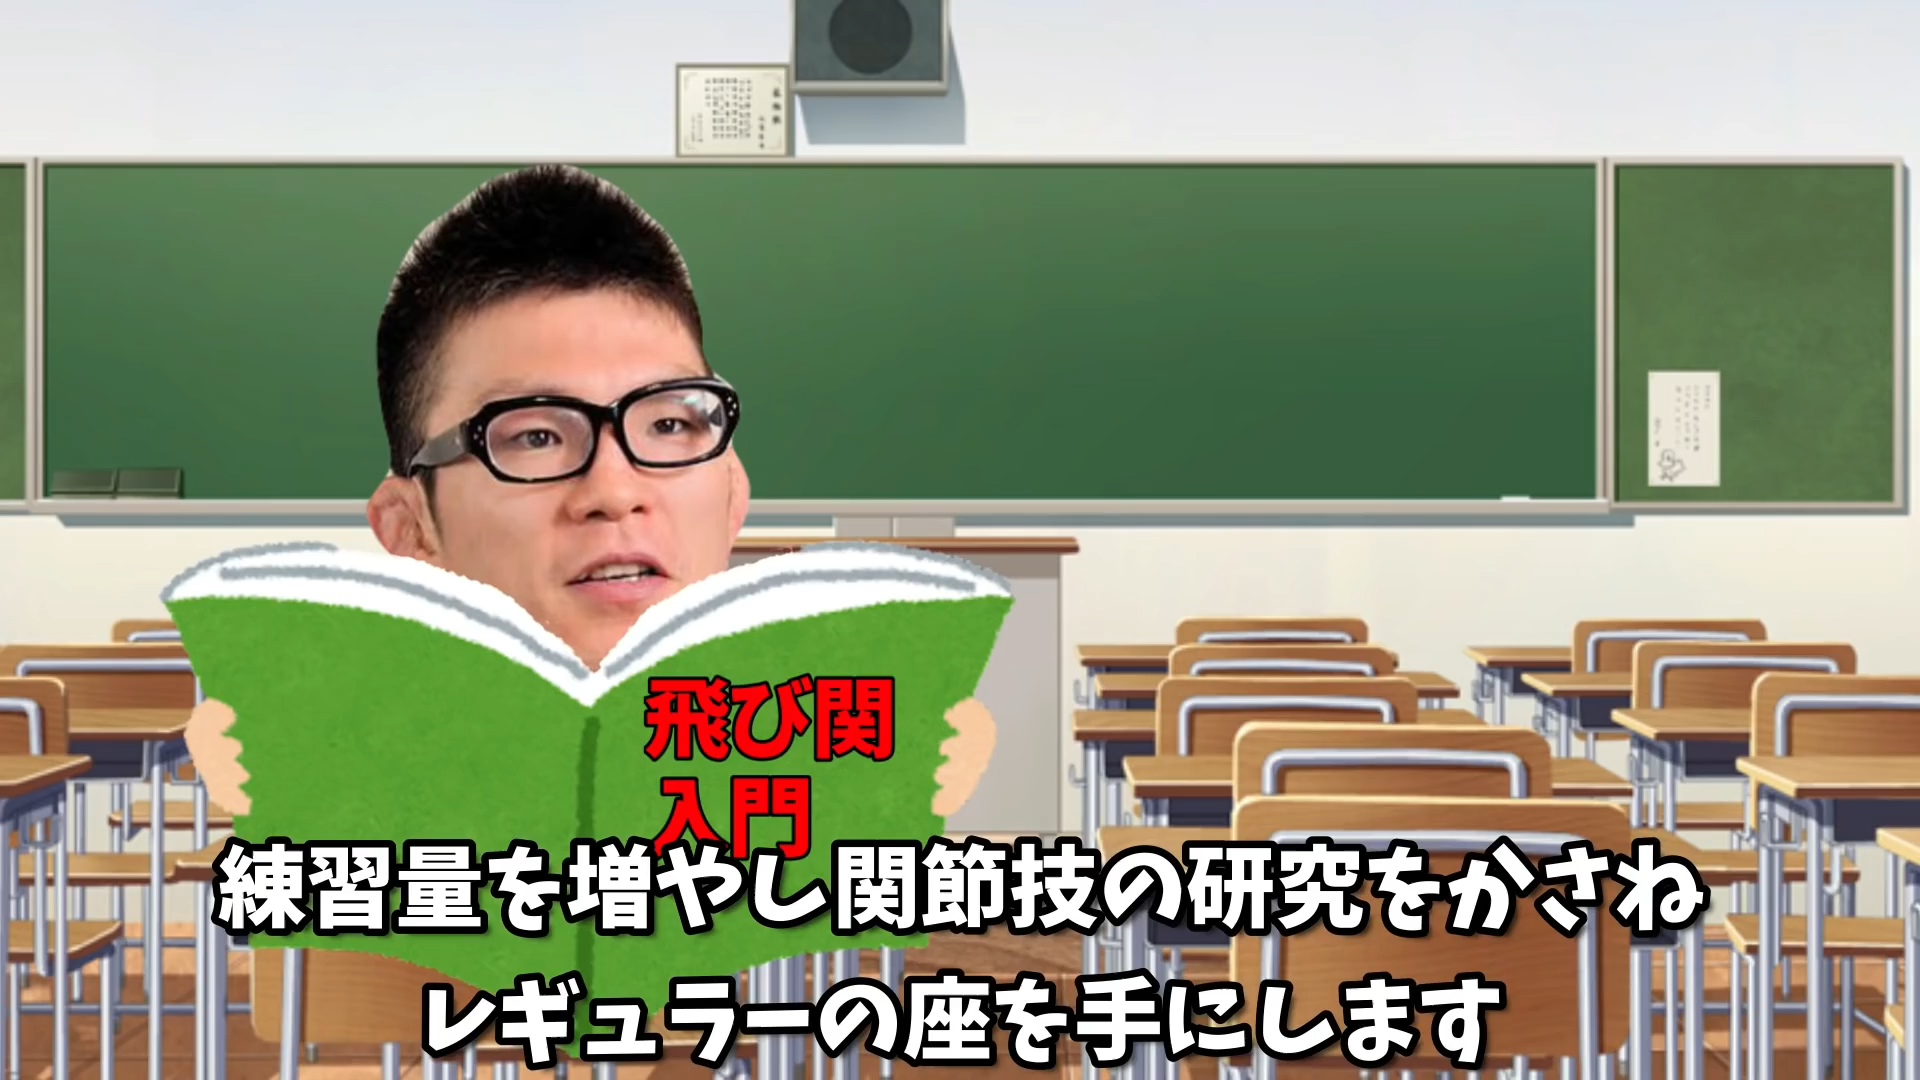 飛び関
入門
練習量を増やし関節技の研究をかさね
レギュラーの座を手にします